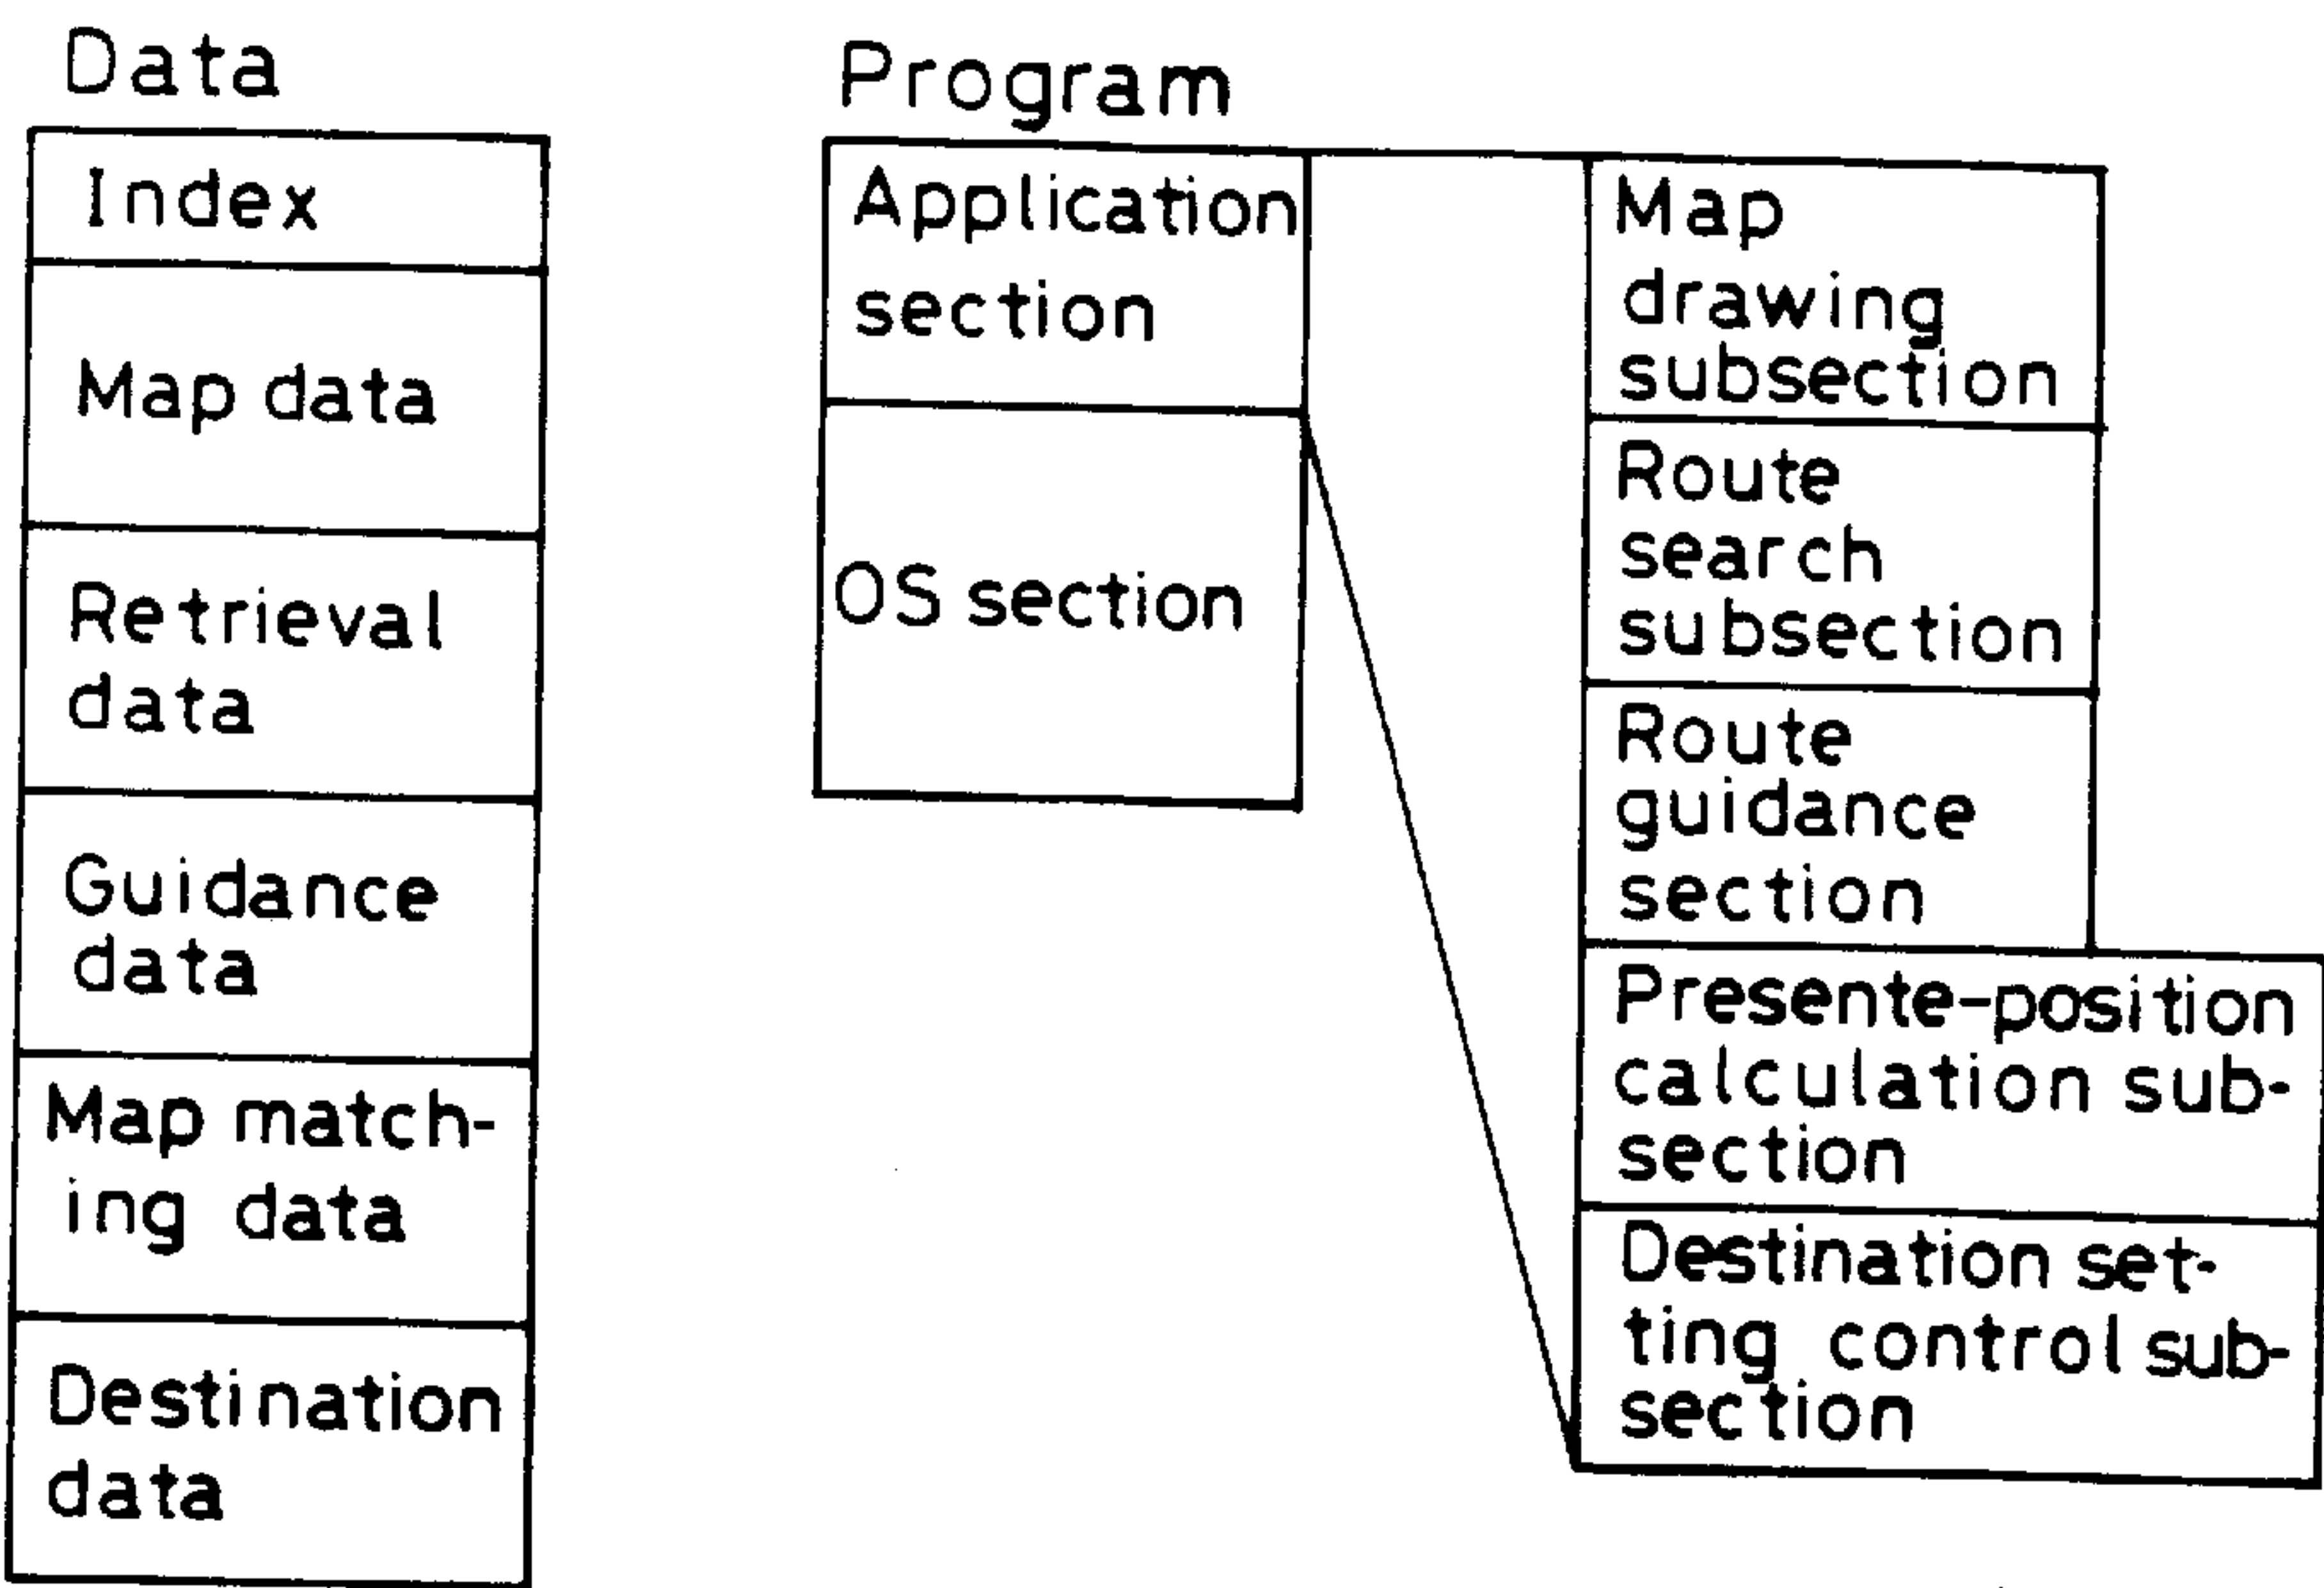 Data
Index
Map data
Retrieval
data
Guidance
data
Map match-
ing data
Destination
data
Program
Application
section
OS section
Map
drawing
subsection
Route
search
subsection
Route
guidance
section
Presente-position
calculation sub-
section
Destination set-
ting control sub-
section